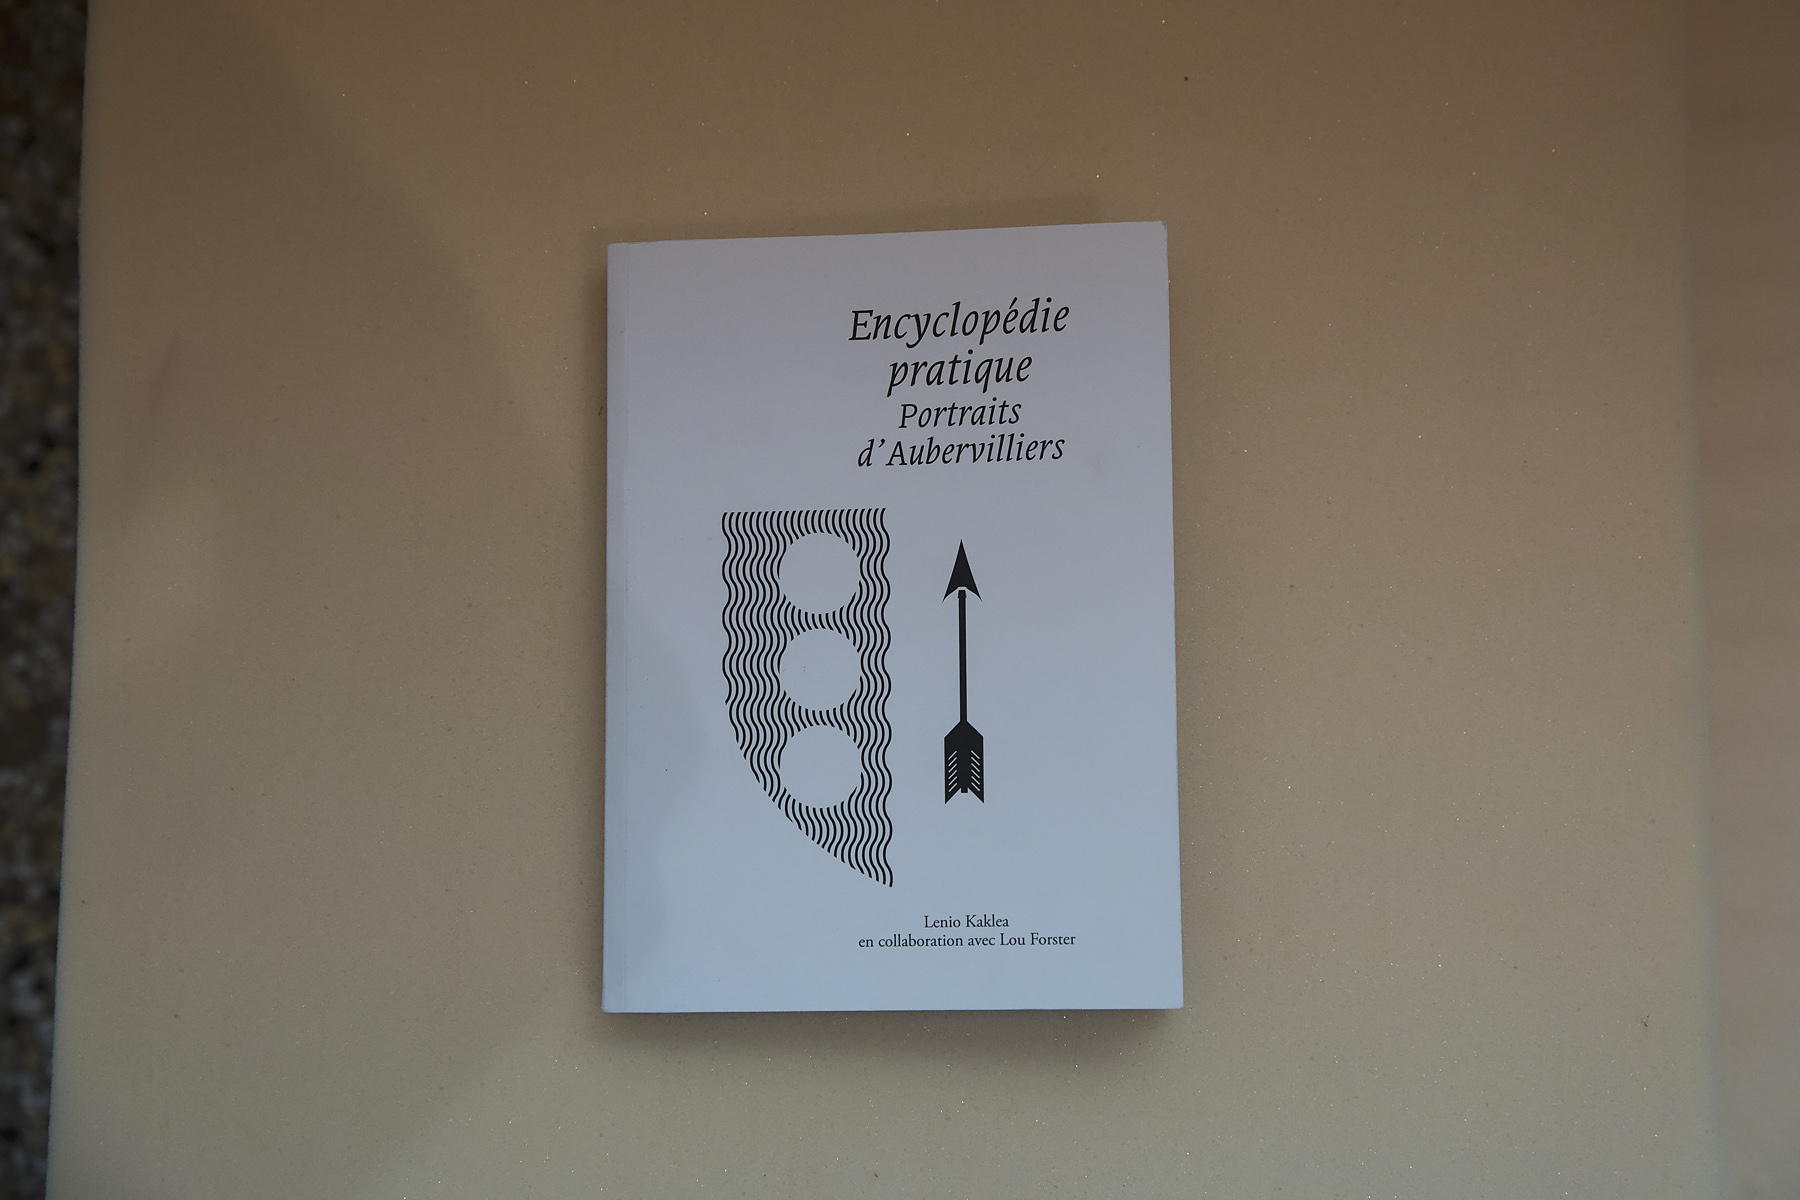 Encyclopédie
pratique
Portraits
d'Aubervilliers
Lenio Kaklea
en collaboration avec Lou Forster